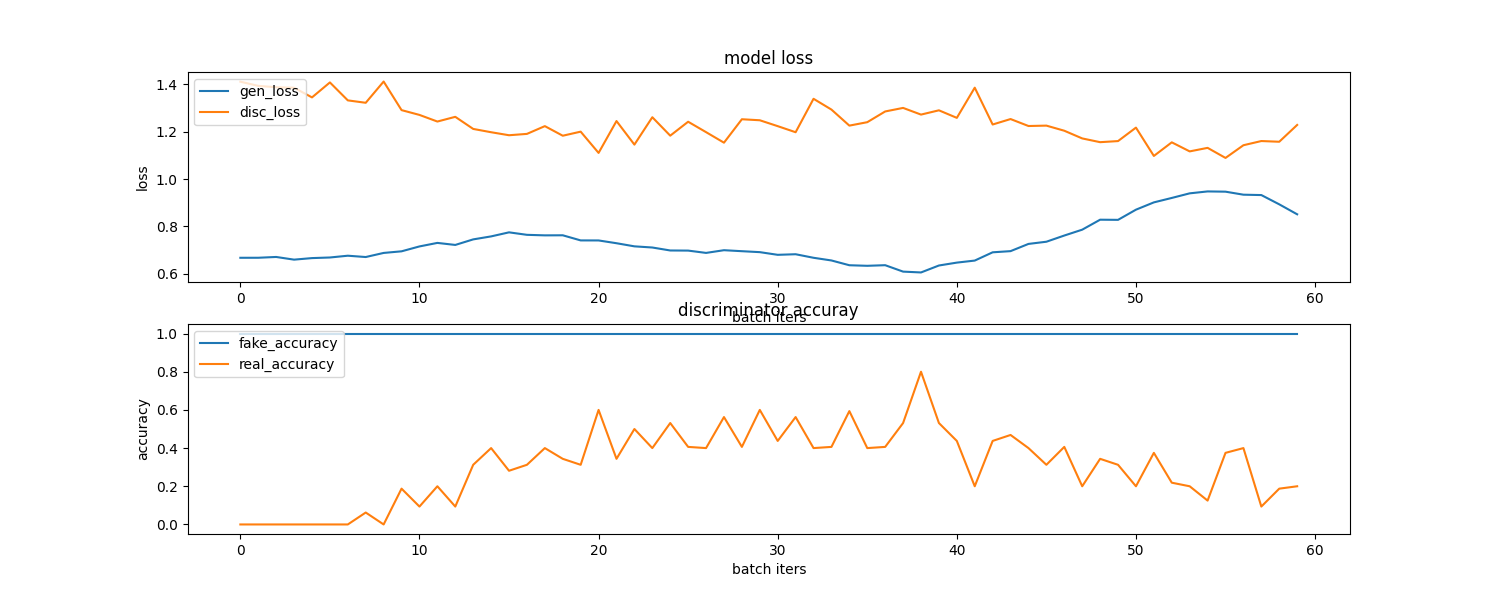 model loss
1.4
1.2
1.0
0.8
0.6
loss
gen_loss
disc_loss
0 10 20 30 40 50 60
batch iters
discriminator accuray
1.0
0.8
0.6
0.4
0.2
0.0
accuracy
fake_accuracy
real_accuracy
0 10 20 30 40 50 60
batch iters